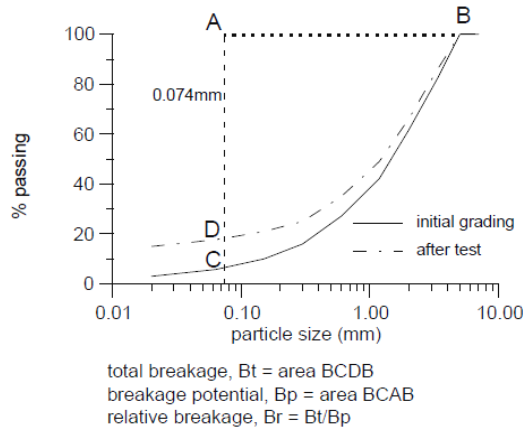 A
B
100
0.074mm
80
60
% passing
40
20
D
C
0
initial grading
after test
0.01
0.10
1.00
10.00
particle size (mm)
total breakage, Bt = area BCDB
breakage potential, Bp = area BCAB
relative breakage, Br = Bt/Bp